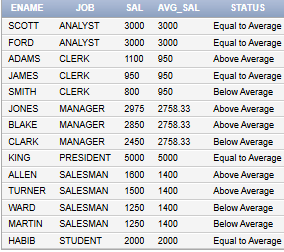 ENAME JOB SAL AVG_SAL STATUS
SCOTT ANALYST 3000 3000 Equal to Average
FORD ANALYST 3000 3000 Equal to Average
ADAMS CLERK 1100 950 Above Average
JAMES CLERK 950 950 Equal to Average
SMITH CLERK 800 950 Below Average
JONES MANAGER 2975 2758.33 Above Average
BLAKE MANAGER 2850 2758.33 Above Average
CLARK MANAGER 2450 2758.33 Below Average
KING PRESIDENT 5000 5000 Equal to Average
ALLEN SALESMAN 1600 1400 Above Average
TURNER SALESMAN 1500 1400 Above Average
WARD SALESMAN 1250 1400 Below Average
MARTIN SALESMAN 1250 1400 Below Average
HABIB STUDENT 2000 2000 Equal to Average